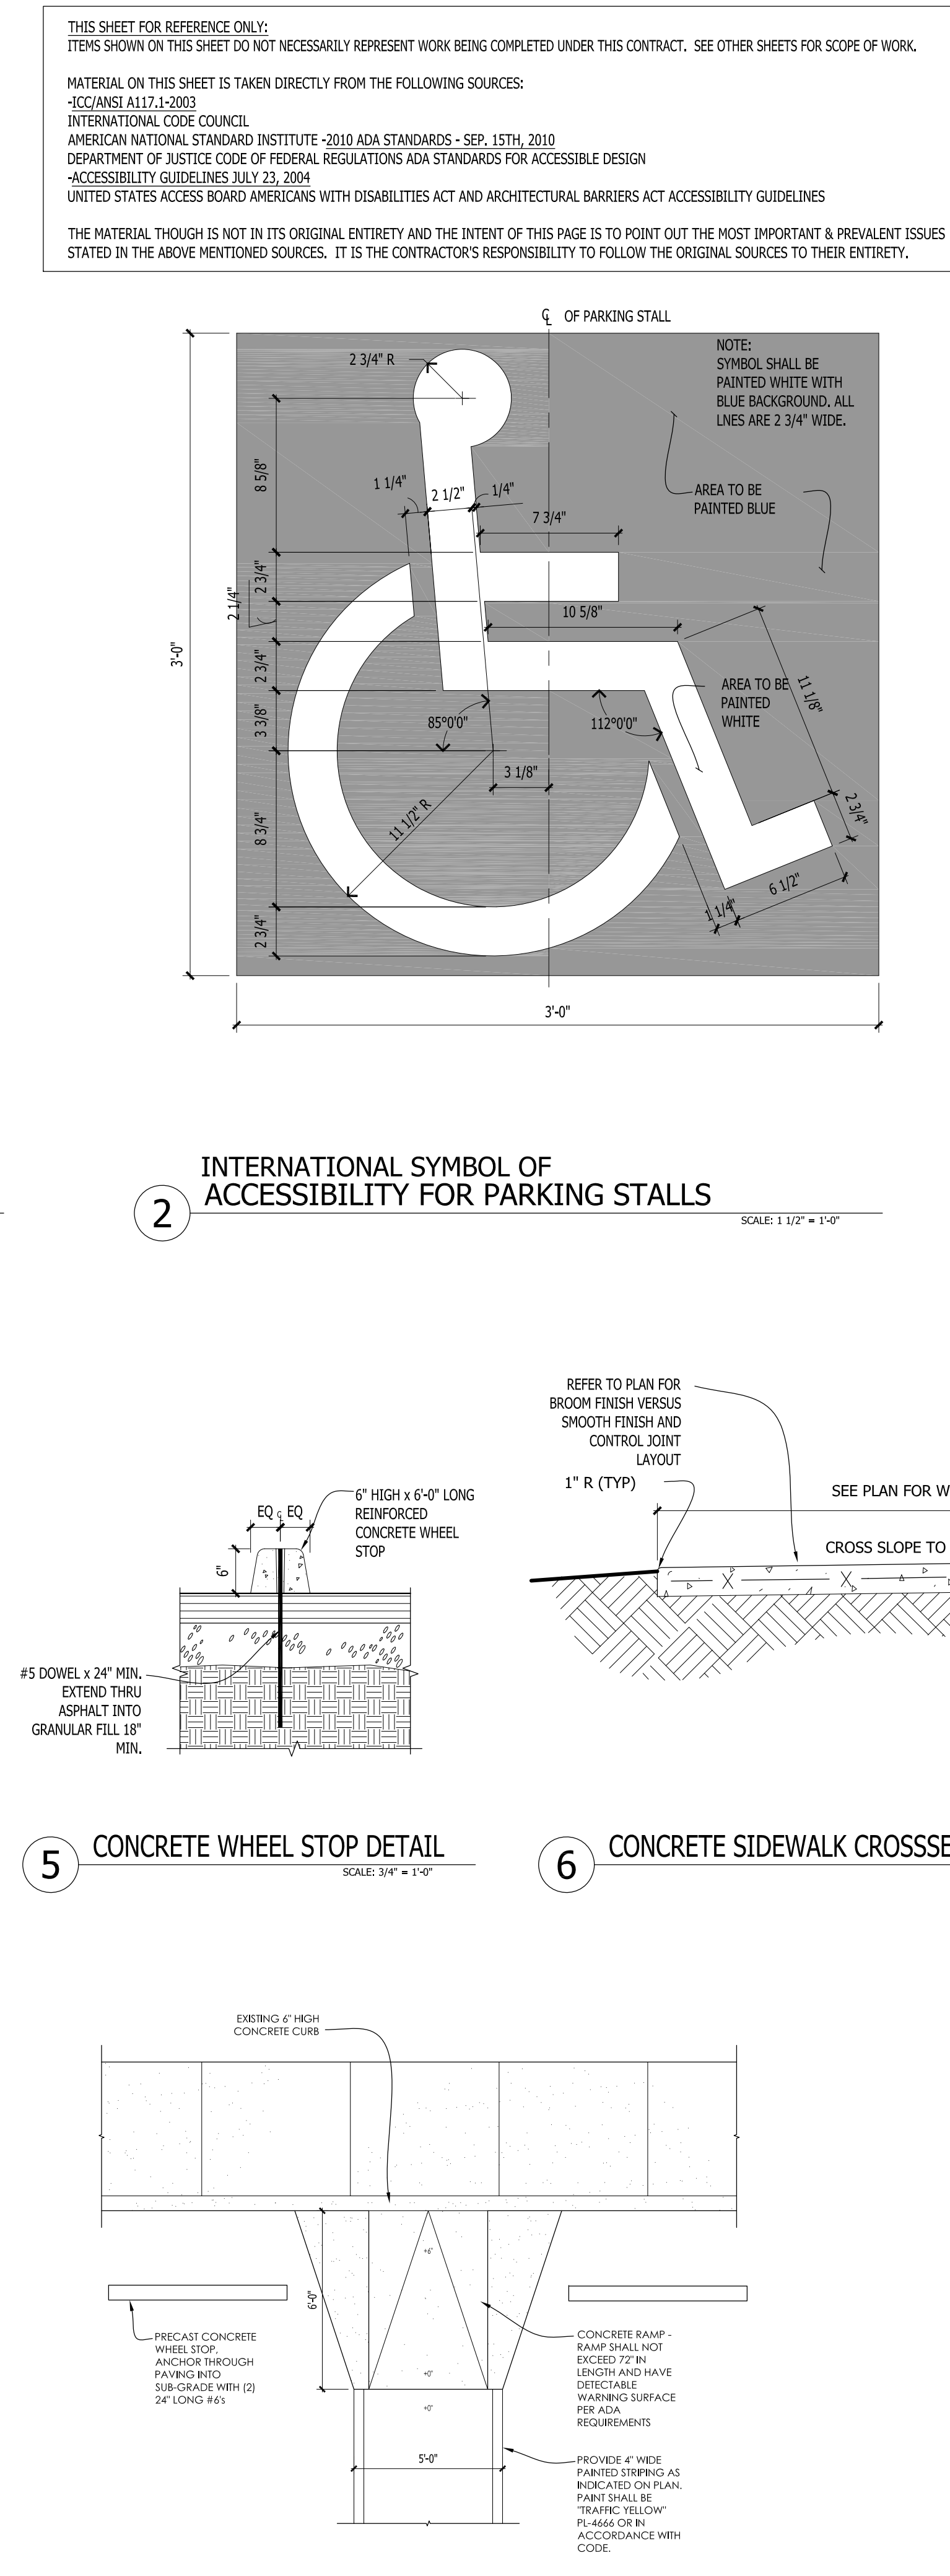 THIS SHEET FOR REFERENCE ONLY:
ITEMS SHOWN ON THIS SHEET DO NOT NECESSARILY REPRESENT WORK BEING COMPLETED UNDER THIS CONTRACT.  SEE OTHER SHEETS FOR SCOPE OF WORK.
MATERIAL ON THIS SHEET IS TAKEN DIRECTLY FROM THE FOLLOWING SOURCES:
-ICC/ANSI A117.1-2003
INTERNATIONAL CODE COUNCIL
AMERICAN NATIONAL STANDARD INSTITUTE -2010 ADA STANDARDS - SEP. 15TH, 2010
DEPARTMENT OF JUSTICE CODE OF FEDERAL REGULATIONS ADA STANDARDS FOR ACCESSIBLE DESIGN
-ACCESSIBILITY GUIDELINES JULY 23, 2004
UNITED STATES ACCESS BOARD AMERICANS WITH DISABILITIES ACT AND ARCHITECTURAL BARRIERS ACT ACCESSIBILITY GUIDELINES
THE MATERIAL THOUGH IS NOT IN ITS ORIGINAL ENTIRETY AND THE INTENT OF THIS PAGE IS TO POINT OUT THE MOST IMPORTANT & PREVALENT ISSUES
STATED IN THE ABOVE MENTIONED SOURCES.  IT IS THE CONTRACTOR'S RESPONSIBILITY TO FOLLOW THE ORIGINAL SOURCES TO THEIR ENTIRETY.
CL OF PARKING STALL
NOTE:
SYMBOL SHALL BE
PAINTED WHITE WITH
BLUE BACKGROUND. ALL
LNES ARE 2 3/4" WIDE.
2 3/4" R
8 5/8"
1 1/4"
2 1/2"
1/4"
7 3/4"
AREA TO BE
PAINTED BLUE
2 3/4"
2 1/4"
10 5/8"
3'-0"
2 3/4"
AREA TO BE
PAINTED
WHITE
11 1/8"
3 3/8"
85°0'0"
112°0'0"
3 1/8"
11 1/2" R
8 3/4"
2 3/4"
6 1/2"
1 1/4"
2 3/4"
3'-0"
2
INTERNATIONAL SYMBOL OF
ACCESSIBILITY FOR PARKING STALLS
SCALE: 1 1/2" = 1'-0"
EQ CL EQ
6" HIGH x 6'-0" LONG
REINFORCED
CONCRETE WHEEL
STOP
6"
#5 DOWEL x 24" MIN.
EXTEND THRU
ASPHALT INTO
GRANULAR FILL 18"
MIN.
REFER TO PLAN FOR
BROOM FINISH VERSUS
SMOOTH FINISH AND
CONTROL JOINT
LAYOUT
1" R (TYP)
SEE PLAN FOR W
CROSS SLOPE TO
5
CONCRETE WHEEL STOP DETAIL
SCALE: 3/4" = 1'-0"
6
CONCRETE SIDEWALK CROSSSE
EXISTING 6" HIGH
CONCRETE CURB
+6"
6'-0"
PRECAST CONCRETE
WHEEL STOP,
ANCHOR THROUGH
PAVING INTO
SUB-GRADE WITH (2)
24" LONG #6's
CONCRETE RAMP -
RAMP SHALL NOT
EXCEED 72" IN
LENGTH AND HAVE
DETECTABLE
WARNING SURFACE
PER ADA
REQUIREMENTS
+0"
+0"
5'-0"
PROVIDE 4" WIDE
PAINTED STRIPING AS
INDICATED ON PLAN.
PAINT SHALL BE
"TRAFFIC YELLOW"
PL-4666 OR IN
ACCORDANCE WITH
CODE.